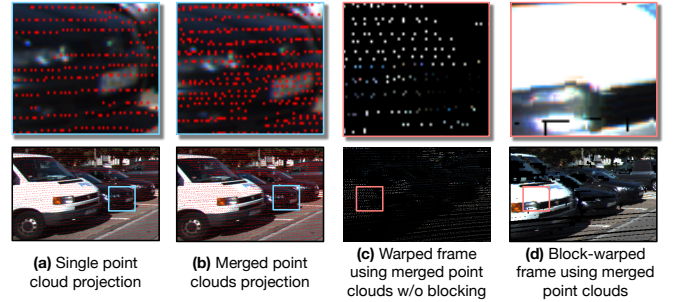 (a) Single point
cloud projection
(b) Merged point
clouds projection
(c) Warped frame
using merged point
clouds w/o blocking
(d) Block-warped
frame using merged
point clouds